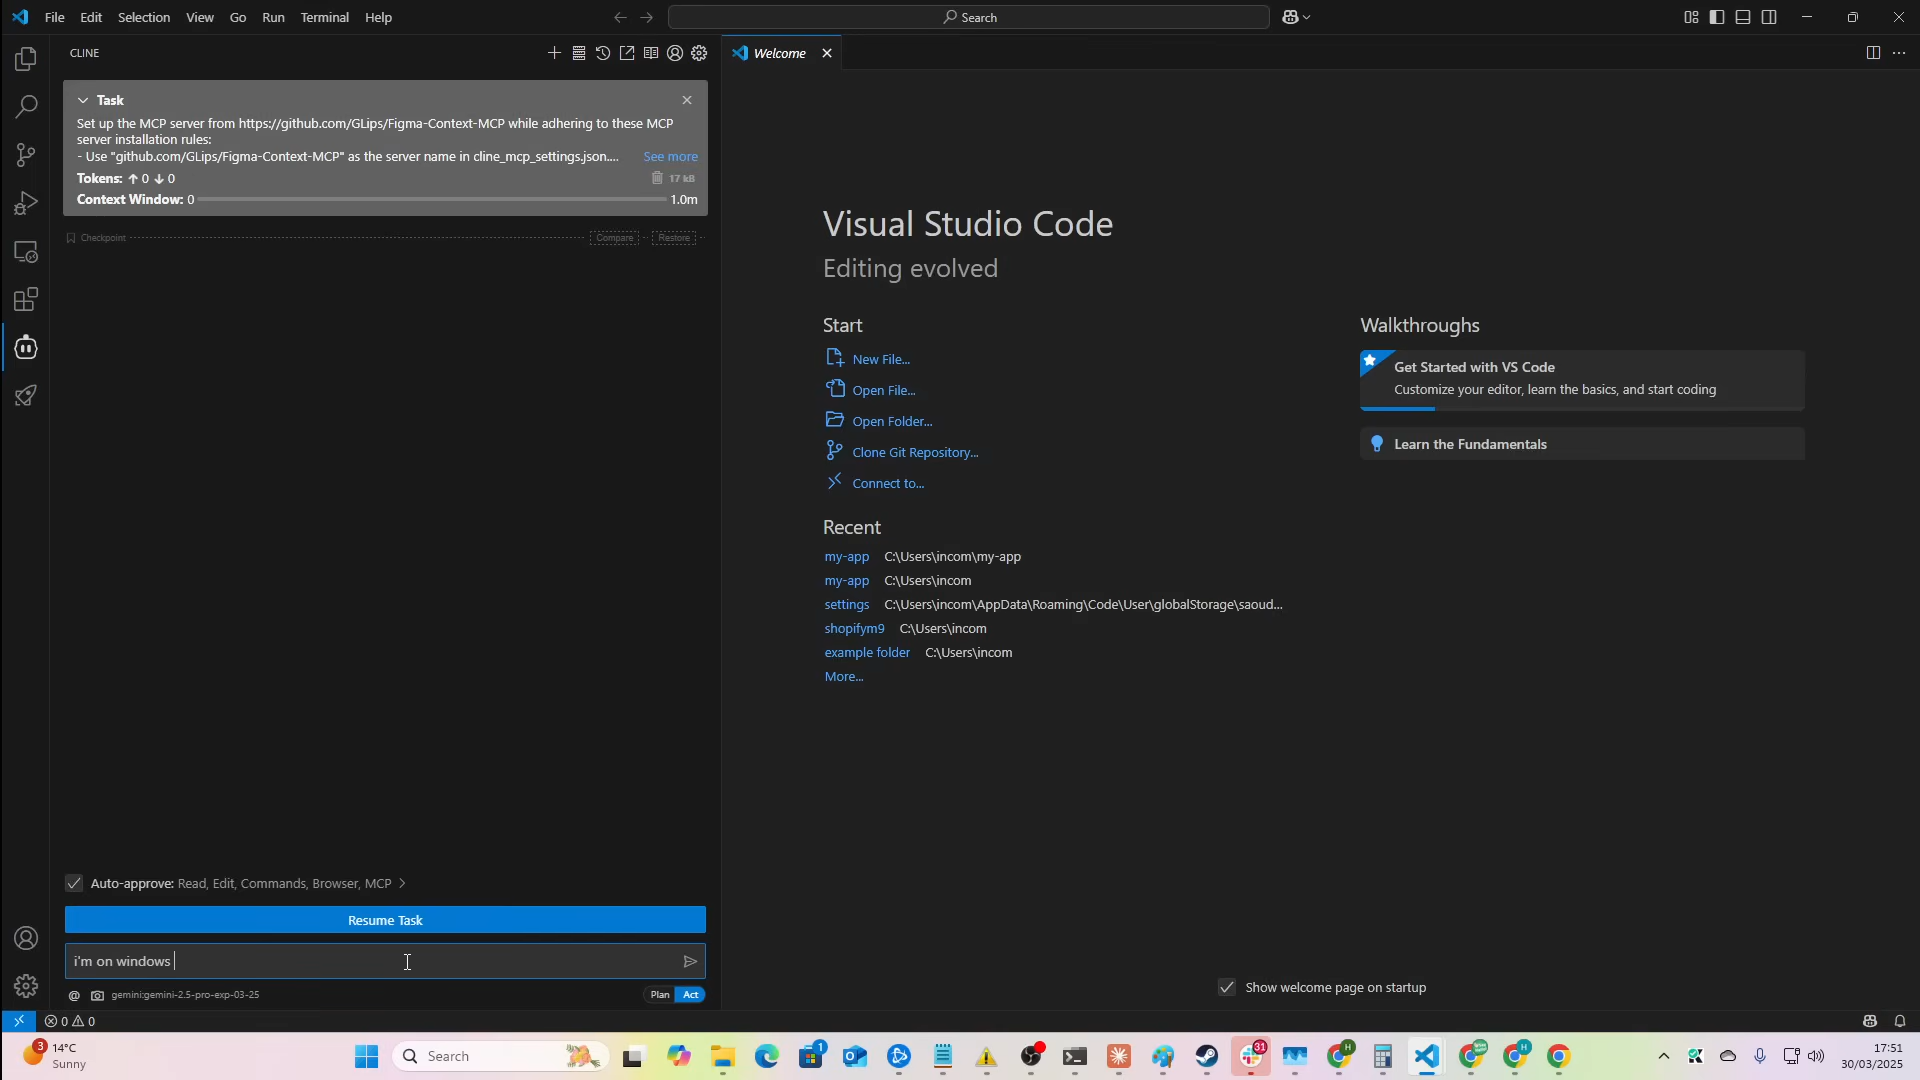 File Edit Selection View Go Run Terminal Help
Search
CLINE
Welcome
Task
Set up the MCP server from https://github.com/GLips/Figma-Context-MCP while adhering to these MCP
server installation rules:
- Use "github.com/GLips/Figma-Context-MCP" as the server name in cline_mcp_settings.json.... See more
Tokens: ↑ 0 ↓ 0 17 kB
Context Window: 0 1.0m
Checkpoint Compare Restore
Visual Studio Code
Editing evolved
Start
New File...
Open File...
Open Folder...
Clone Git Repository...
Connect to...
Recent
my-app C:\Users\incom\my-app
my-app C:\Users\incom
settings C:\Users\incom\AppData\Roaming\Code\User\globalStorage\saoud...
shopifym9 C:\Users\incom
example folder C:\Users\incom
More...
Walkthroughs
Get Started with VS Code
Customize your editor, learn the basics, and start coding
Learn the Fundamentals
Auto-approve: Read, Edit, Commands, Browser, MCP
Resume Task
i'm on windows
@ gemini:gemini-2.5-pro-exp-03-25 Plan Act
Show welcome page on startup
0 0
3
14°C
Sunny
Search
1
31
H
H
17:51
30/03/2025